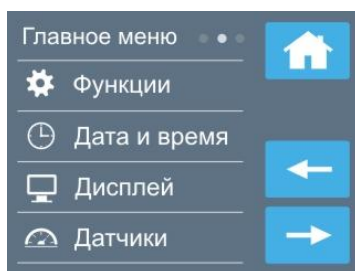 Главное меню
Функции
Дата и время
Дисплей
Датчики